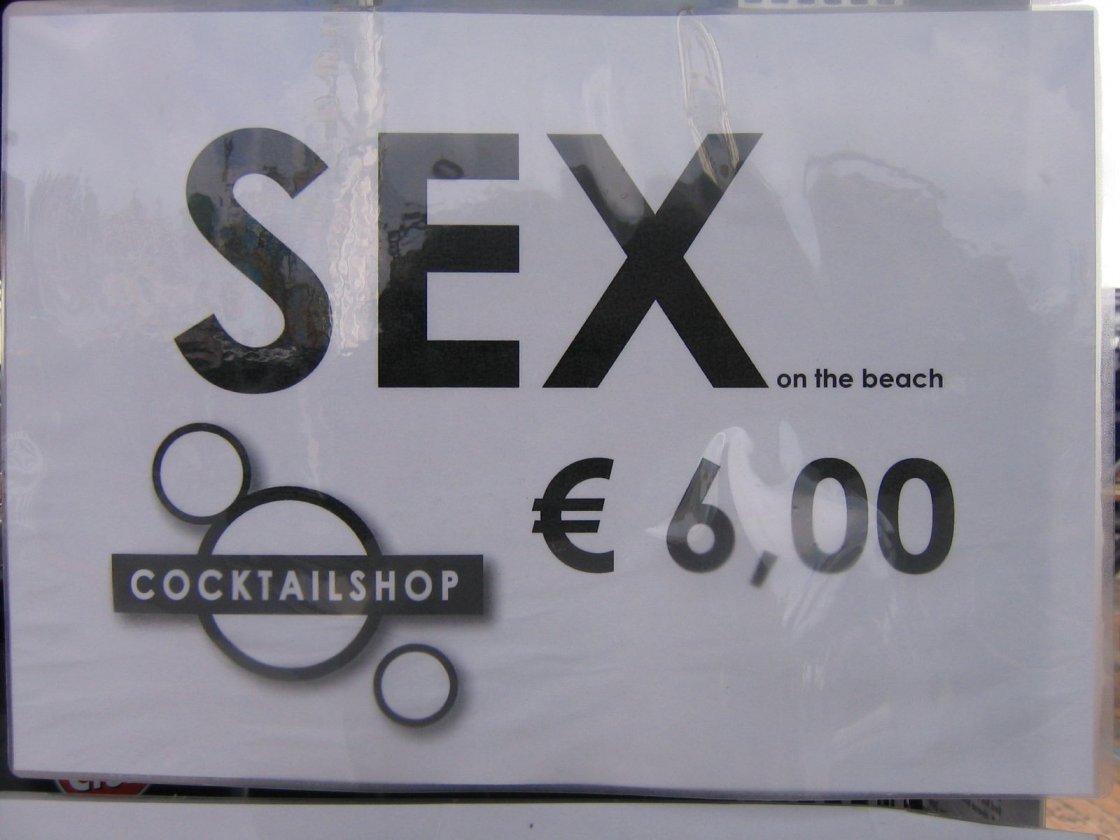 SEX on the beach
€ 6,00
COCKTAILSHOP